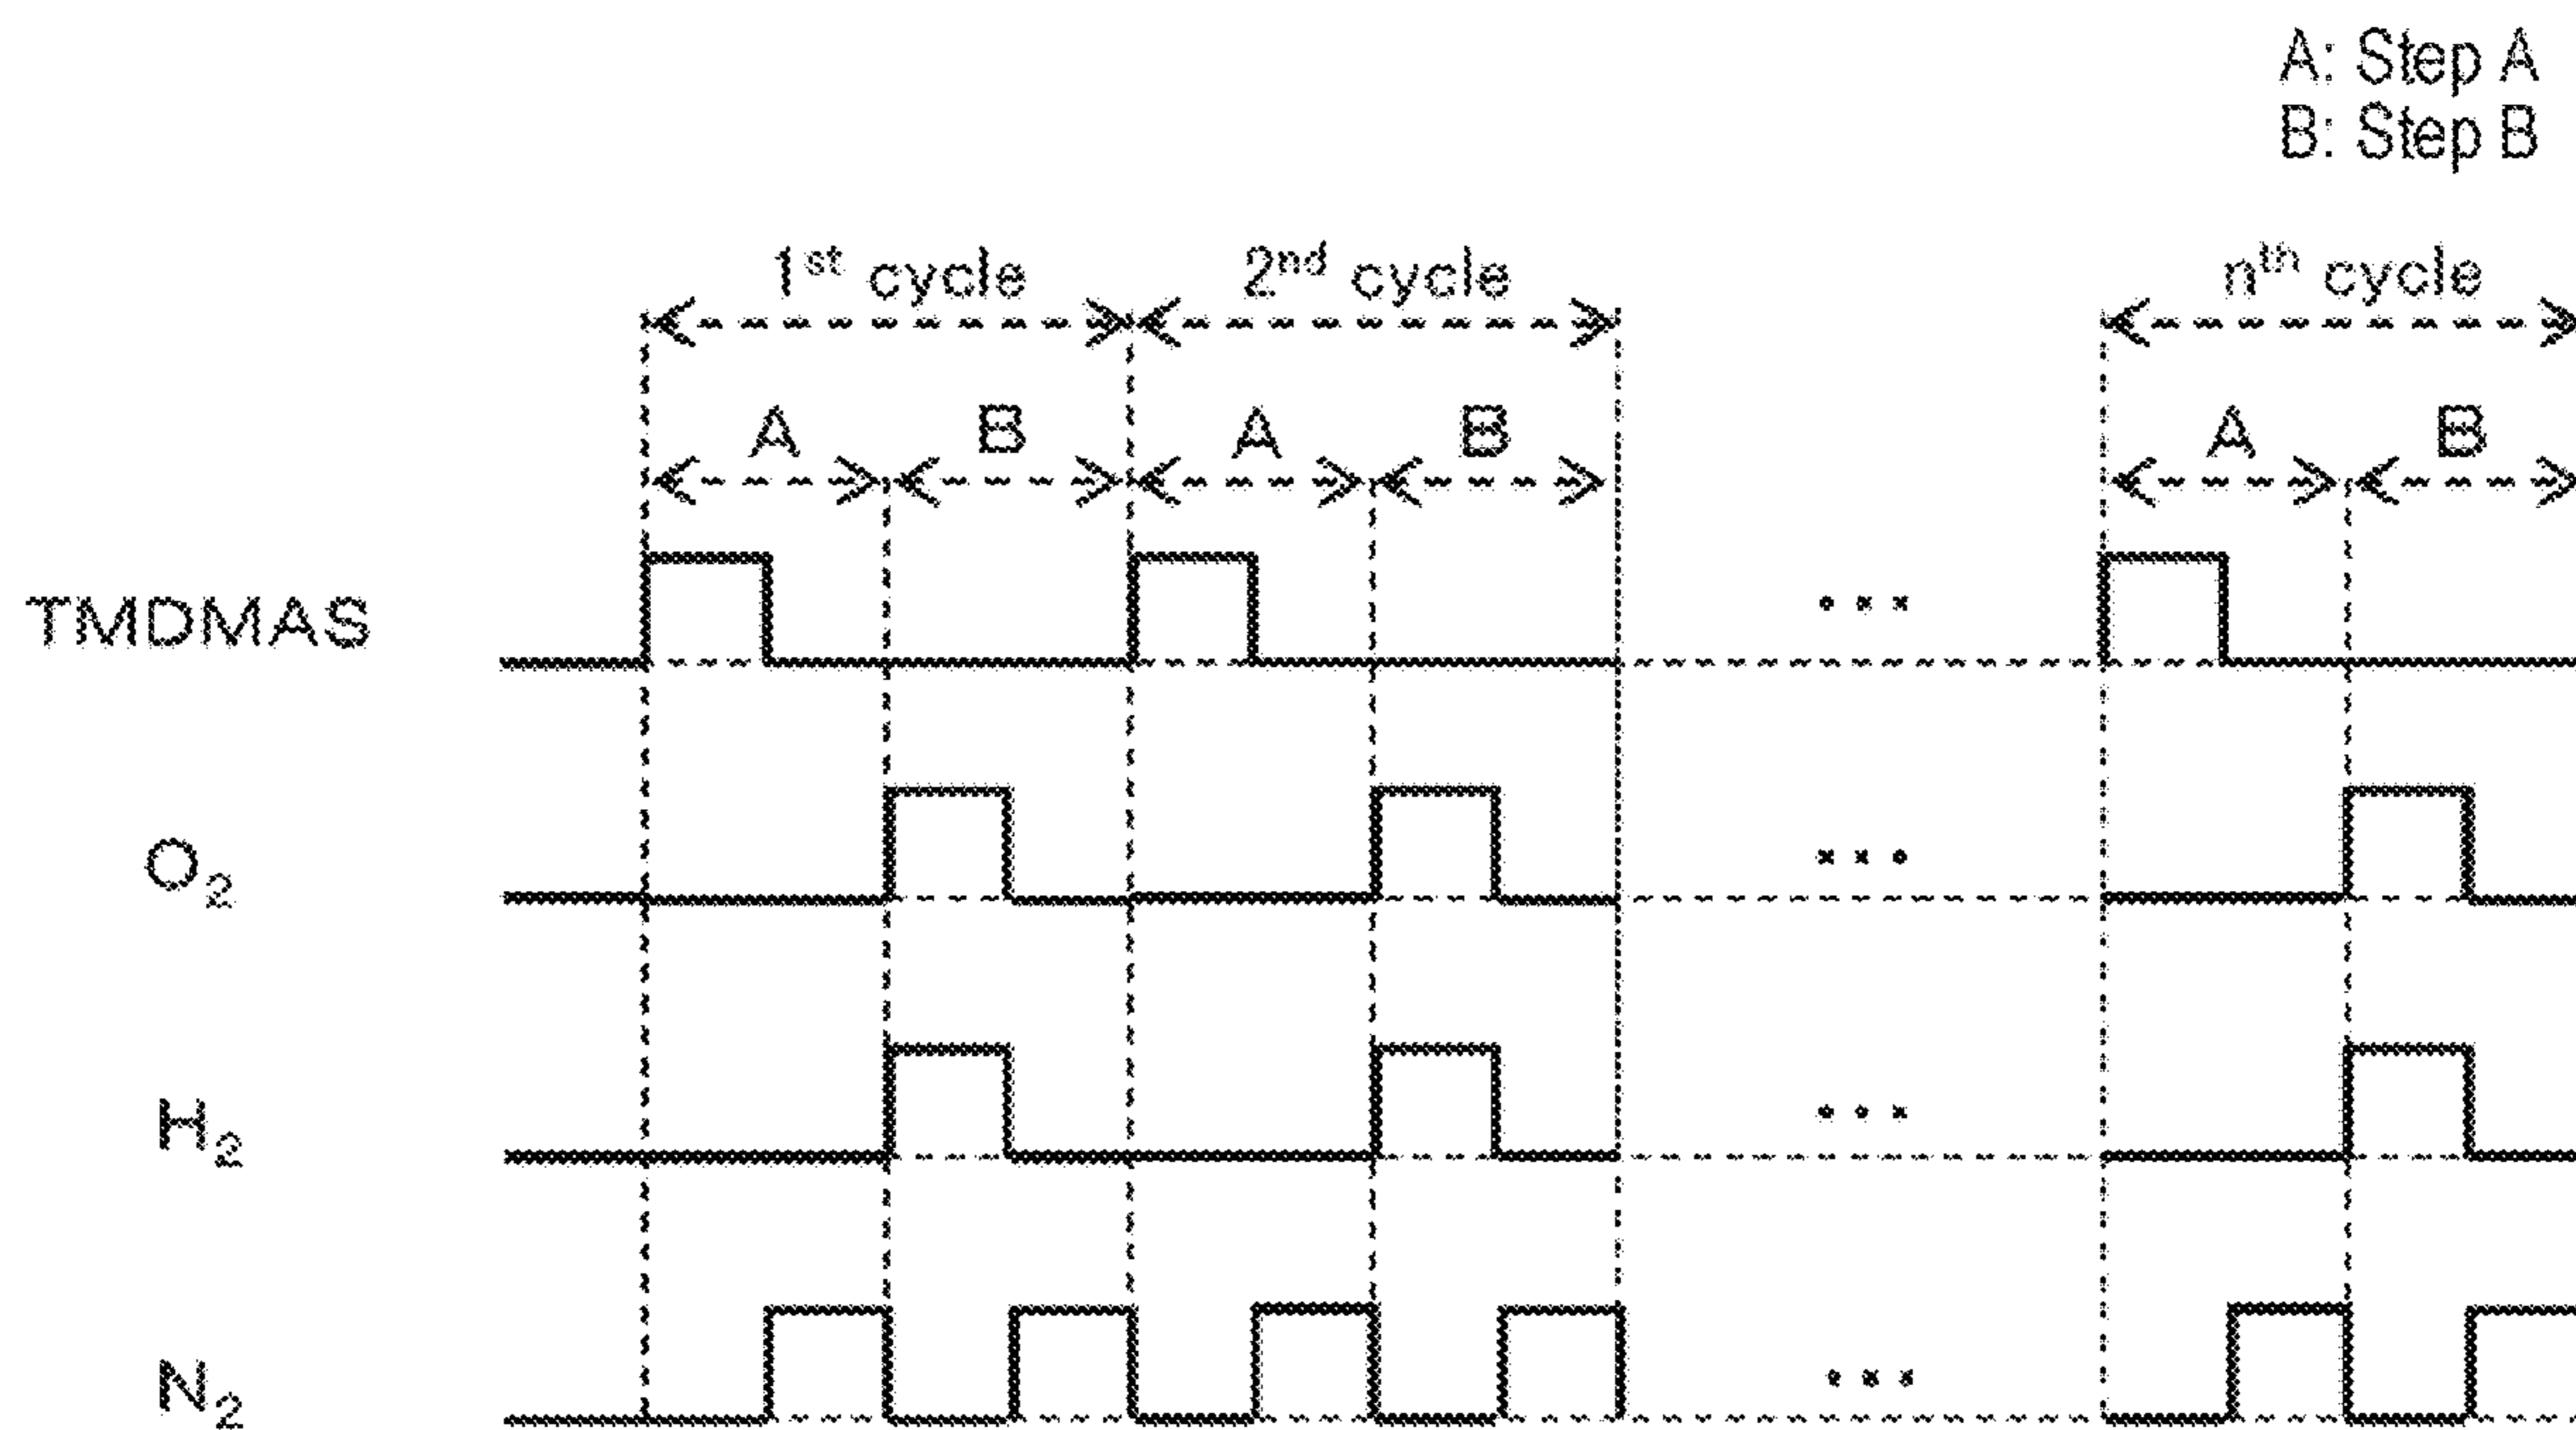 A: Step A
B: Step B
1st cycle 2nd cycle nth cycle
A B A B A B
TMDMAS
O2
H2
N2